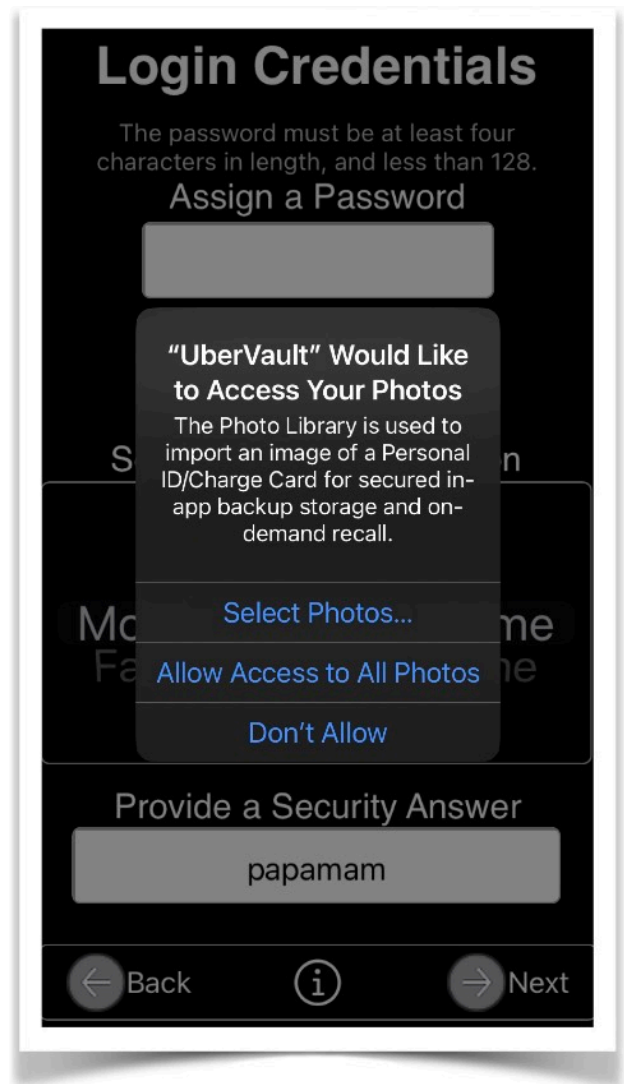 Login Credentials
The password must be at least four
characters in length, and less than 128.
Assign a Password
“UberVault” Would Like
to Access Your Photos
The Photo Library is used to
import an image of a Personal
ID/Charge Card for secured in-
app backup storage and on-
demand recall.
Select Photos...
Allow Access to All Photos
Don’t Allow
Provide a Security Answer
papamam
Back
Next